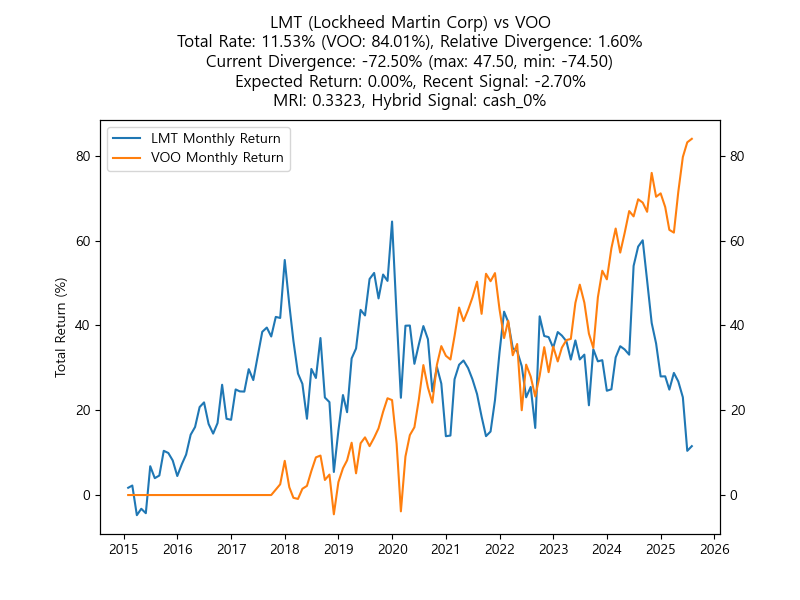 LMT (Lockheed Martin Corp) vs VOO
Total Rate: 11.53% (VOO: 84.01%), Relative Divergence: 1.60%
Current Divergence: -72.50% (max: 47.50, min: -74.50)
Expected Return: 0.00%, Recent Signal: -2.70%
MRI: 0.3323, Hybrid Signal: cash_0%
LMT Monthly Return
VOO Monthly Return
Total Return (%)
80
60
40
20
0
80
60
40
20
0
2015 2016 2017 2018 2019 2020 2021 2022 2023 2024 2025 2026